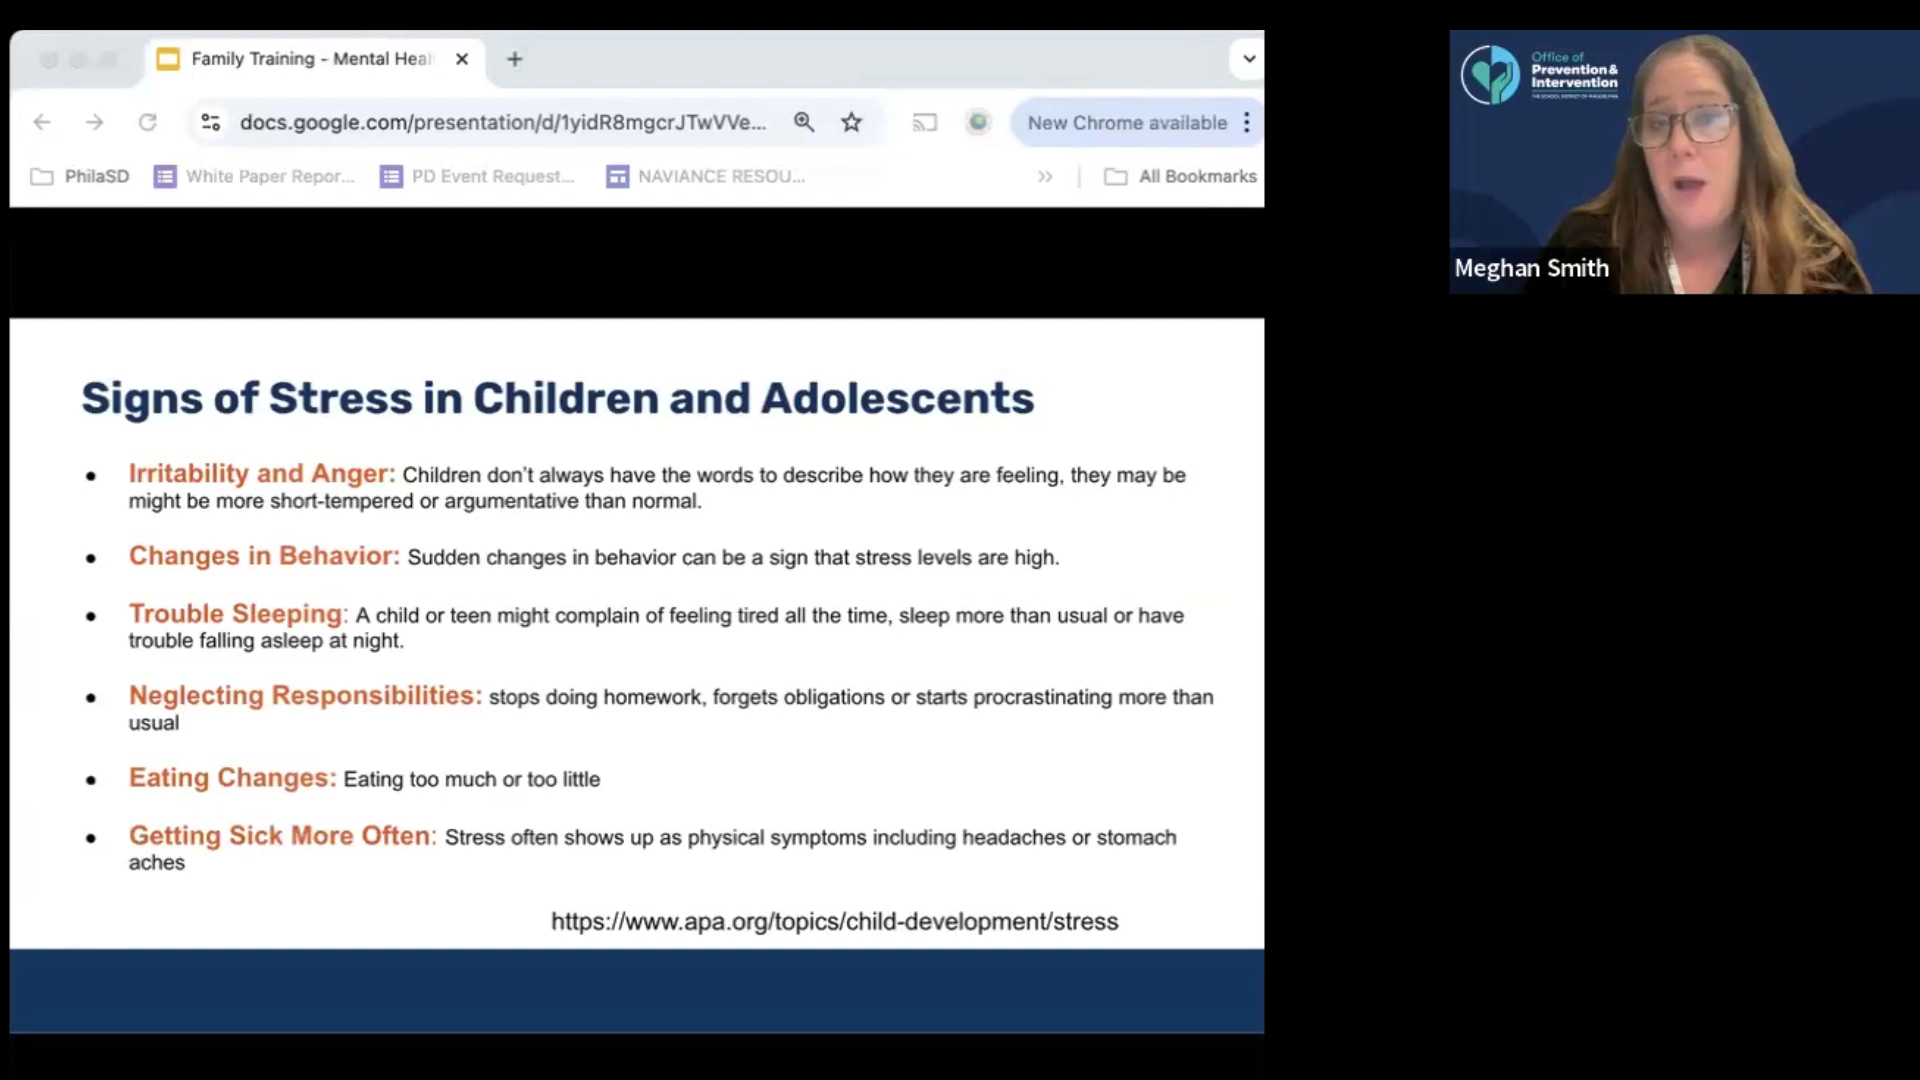 Family Training - Mental Heal
docs.google.com/presentation/d/1yidR8mgcrJTwVVe...
New Chrome available
PhilaSD
White Paper Repor...
PD Event Request...
NAVIANCE RESOU...
All Bookmarks
Office of
Prevention &
Intervention
THE SCHOOL DISTRICT OF PHILADELPHIA
Meghan Smith
Signs of Stress in Children and Adolescents
Irritability and Anger: Children don't always have the words to describe how they are feeling, they may be
might be more short-tempered or argumentative than normal.
Changes in Behavior: Sudden changes in behavior can be a sign that stress levels are high.
Trouble Sleeping: A child or teen might complain of feeling tired all the time, sleep more than usual or have
trouble falling asleep at night.
Neglecting Responsibilities: stops doing homework, forgets obligations or starts procrastinating more than
usual
Eating Changes: Eating too much or too little
Getting Sick More Often: Stress often shows up as physical symptoms including headaches or stomach
aches
https://www.apa.org/topics/child-development/stress